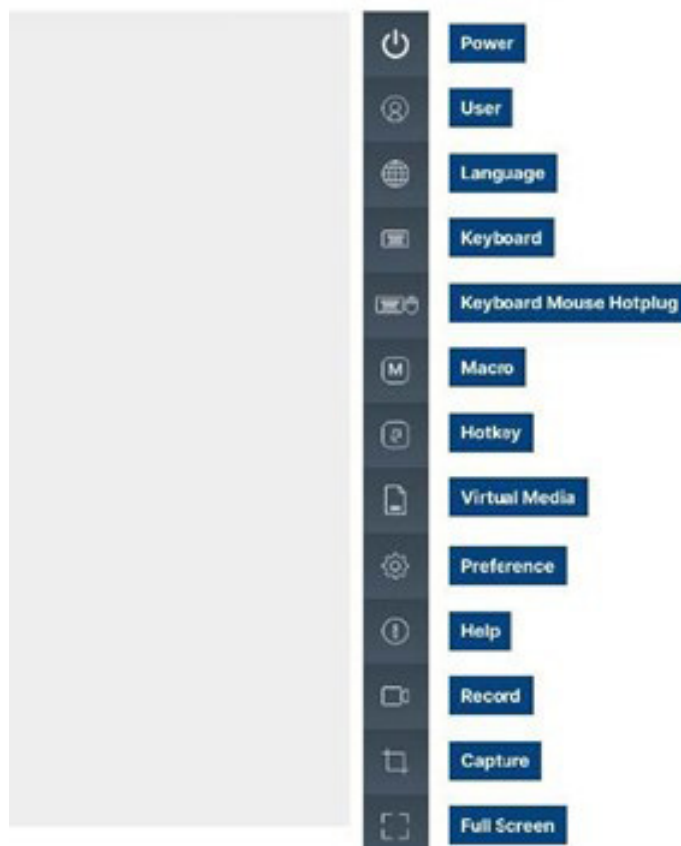 Power
User
Language
Keyboard
Keyboard Mouse Hotplug
M
Macro
Hotkey
Virtual Media
Preference
Help
Record
Capture
Full Screen